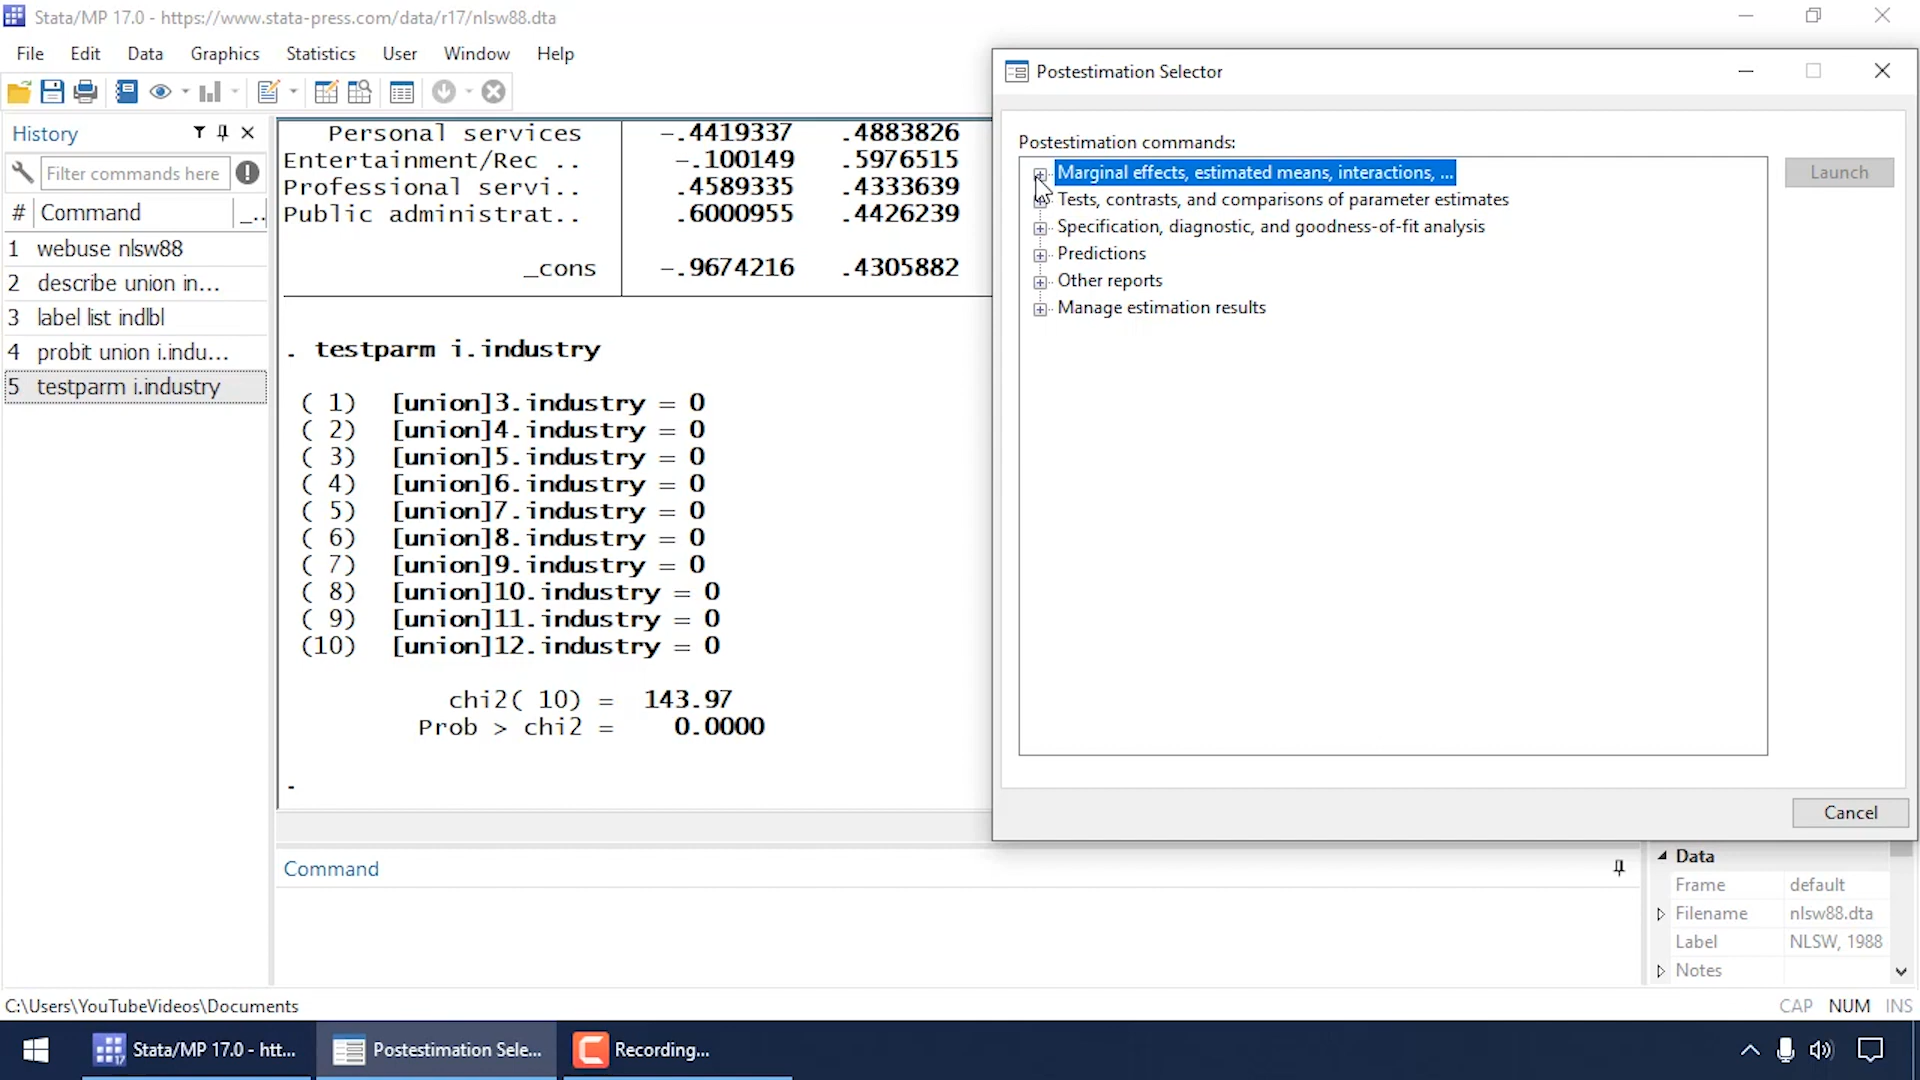 Stata/MP 17.0 - https://www.stata-press.com/data/r17/nlsw88.dta
File Edit Data Graphics Statistics User Window Help
History
Filter commands here
# Command _..
1 webuse nlsw88
2 describe union in...
3 label list indlbl
4 probit union i.indu...
5 testparm i.industry
Personal services -.4419337 .4883826
Entertainment/Rec .. -.100149 .5976515
Professional servi.. .4589335 .4333639
Public administrat.. .6000955 .4426239
_cons -.9674216 .4305882
. testparm i.industry
( 1) [union]3.industry = 0
( 2) [union]4.industry = 0
( 3) [union]5.industry = 0
( 4) [union]6.industry = 0
( 5) [union]7.industry = 0
( 6) [union]8.industry = 0
( 7) [union]9.industry = 0
( 8) [union]10.industry = 0
( 9) [union]11.industry = 0
(10) [union]12.industry = 0
chi2( 10) = 143.97
Prob > chi2 = 0.0000
.
Command
Postestimation Selector
Postestimation commands:
Marginal effects, estimated means, interactions, ...
Tests, contrasts, and comparisons of parameter estimates
Specification, diagnostic, and goodness-of-fit analysis
Predictions
Other reports
Manage estimation results
Launch
Cancel
Data
Frame default
Filename nlsw88.dta
Label NLSW, 1988
Notes
C:\Users\YouTubeVideos\Documents
CAP NUM INS
17 Stata/MP 17.0 - htt...
Postestimation Sele...
Recording...